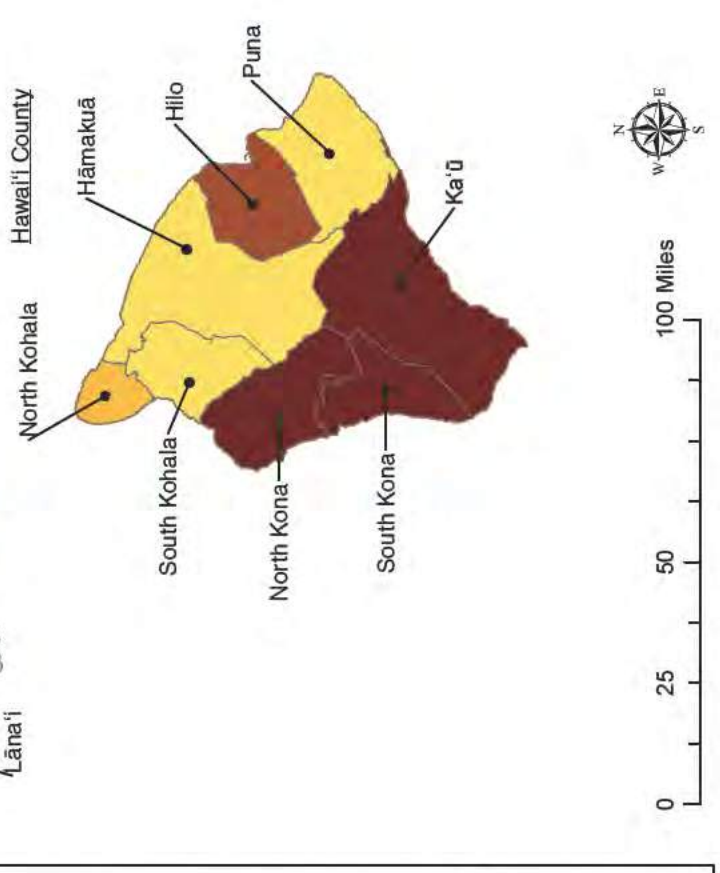 Hawai‘i County
North Kohala
Hāmakuā
Hilo
Puna
Lāna‘i
South Kohala
North Kona
South Kona
Ka‘ū
N
W
E
S
0
25
50
100 Miles